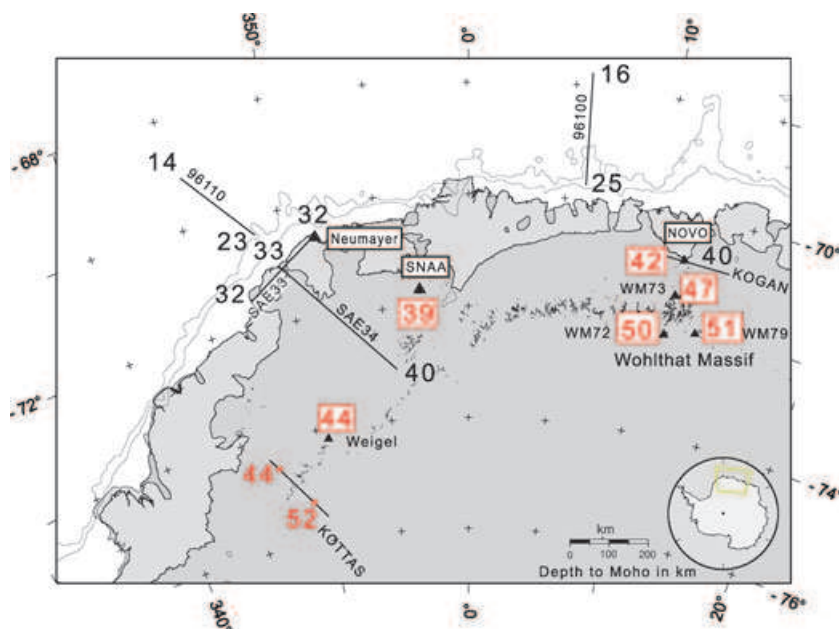 350°
0°
10°
16
-68°
14
96110
96100
25
32
23
33
Neumayer
NOVO
-70°
42
40
KOGAN
SNAA
32
SAE33
SAE34
39
WM73
47
WM72
50
51
WM79
Wohlthat Massif
40
-72°
44
Weigel
44
52
KØTTAS
-74°
km
0
100
200
Depth to Moho in km
340°
0°
20°
-76°